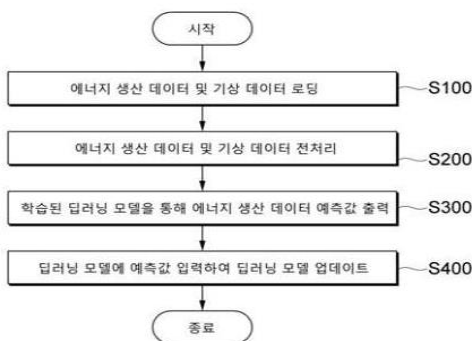 시작
에너지 생산 데이터 및 기상 데이터 로딩
S100
에너지 생산 데이터 및 기상 데이터 전처리
S200
학습된 딥러닝 모델을 통해 에너지 생산 데이터 예측값 출력
S300
딥러닝 모델에 예측값 입력하여 딥러닝 모델 업데이트
S400
종료